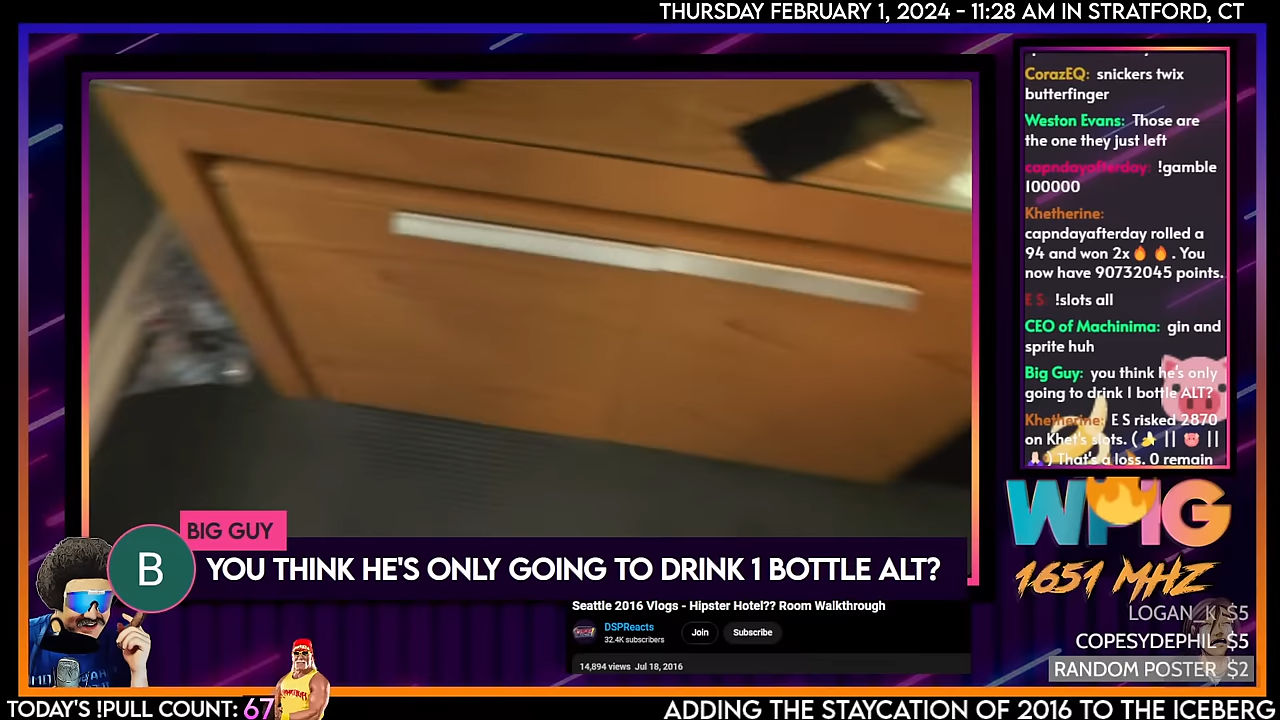 THURSDAY FEBRUARY 1, 2024 - 11:28 AM IN STRATFORD, CT
CorazEQ: snickers twix
butterfinger
Weston Evans: Those are
the one they just left
capndayafterday: !gamble
100000
Khetherine:
capndayafterday rolled a
94 and won 2x🔥 🔥 . You
now have 90732045 points.
E S: !slots all
CEO of Machinima: gin and
sprite huh
Big Guy: you think he's only
going to drink 1 bottle ALT?
Khetherine: E S risked 2870
on Khet's slots. ( 🍌 || 🐷 ||
) That's a loss. 0 remain
WPIG
1651 MHZ
LOGAN_K $5
COPESYDEPHIL $5
RANDOM POSTER $2
BIG GUY
B
YOU THINK HE'S ONLY GOING TO DRINK 1 BOTTLE ALT?
Seattle 2016 Vlogs - Hipster Hotel?? Room Walkthrough
DSPReacts
32.4K subscribers
Join
Subscribe
14,894 views Jul 18, 2016
TODAY'S !PULL COUNT: 67
ADDING THE STAYCATION OF 2016 TO THE ICEBERG